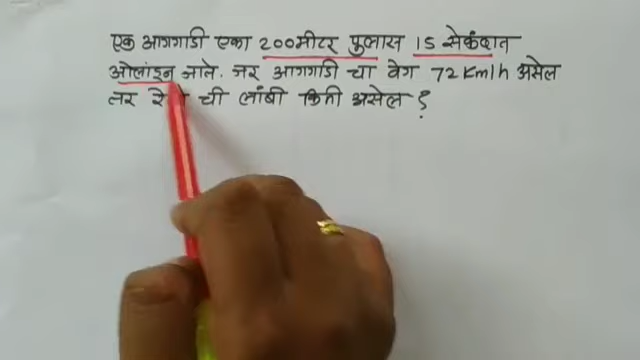 एक आगगाडी एका 200मीटर पुलास 15 सेकंदात
ओलांडून जाते. जर आगगाडी चा वेग 72 Km/h असेल
तर ची लांबी किती असेल ?